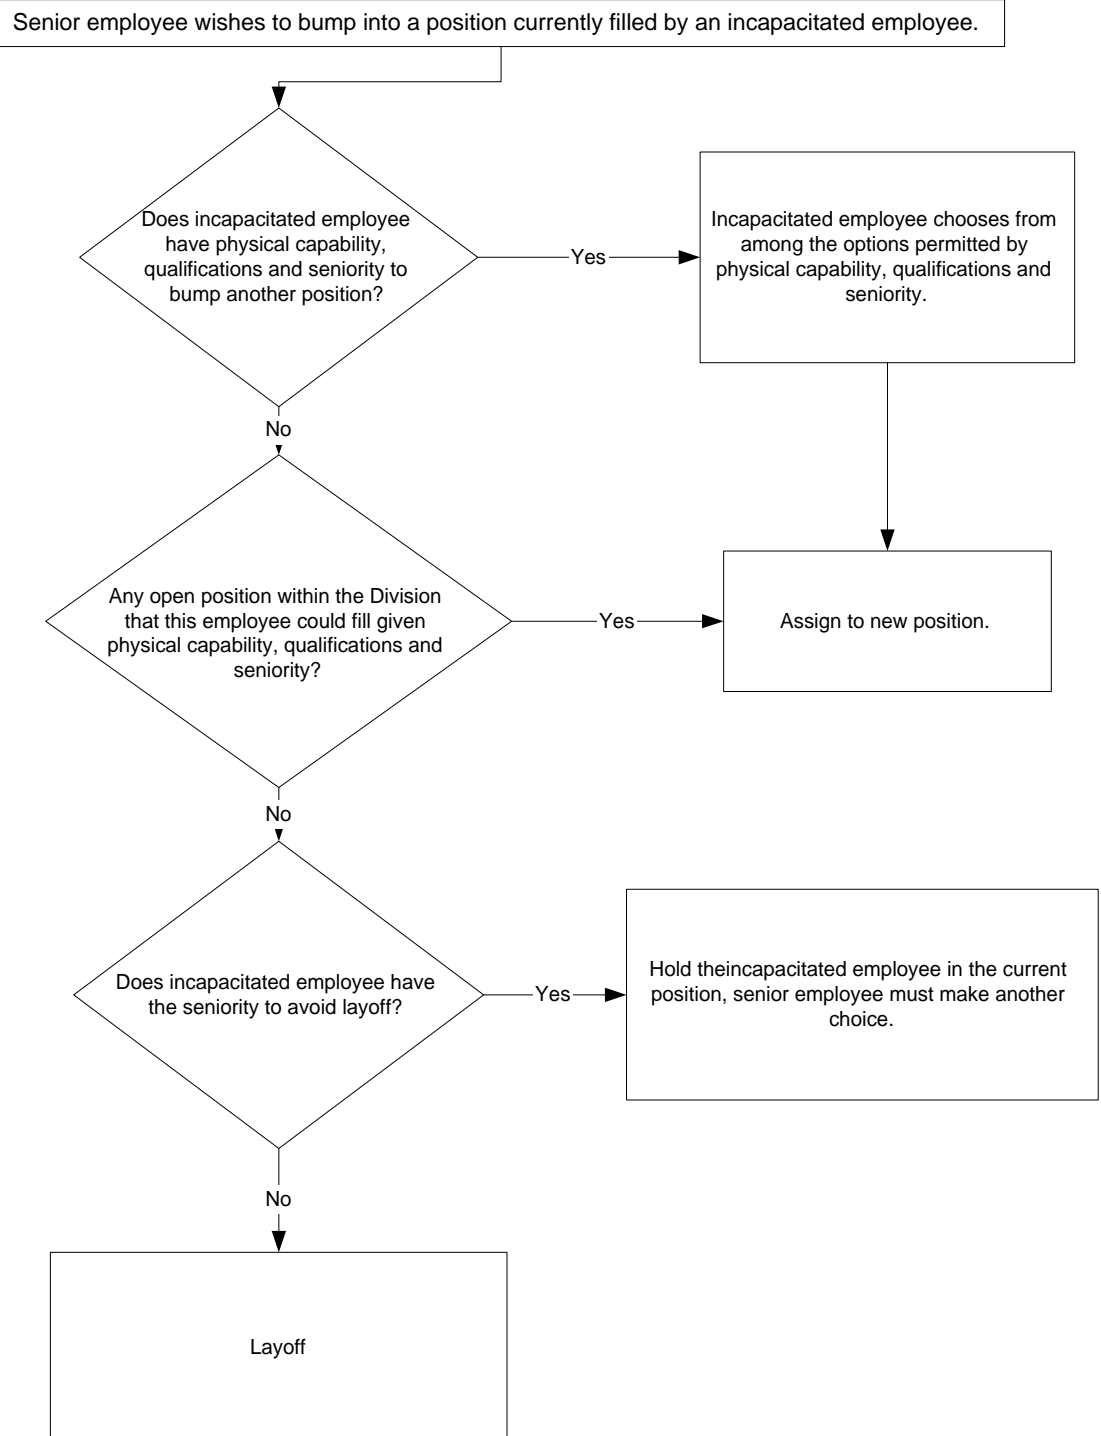 Senior employee wishes to bump into a position currently filled by an incapacitated employee.
Does incapacitated employee
have physical capability,
qualifications and seniority to
bump another position?
Yes
Incapacitated employee chooses from
among the options permitted by
physical capability, qualifications and
seniority.
No
Any open position within the Division
that this employee could fill given
physical capability, qualifications and
seniority?
Yes
Assign to new position.
No
Does incapacitated employee have
the seniority to avoid layoff?
Yes
Hold theincapacitated employee in the current
position, senior employee must make another
choice.
No
Layoff